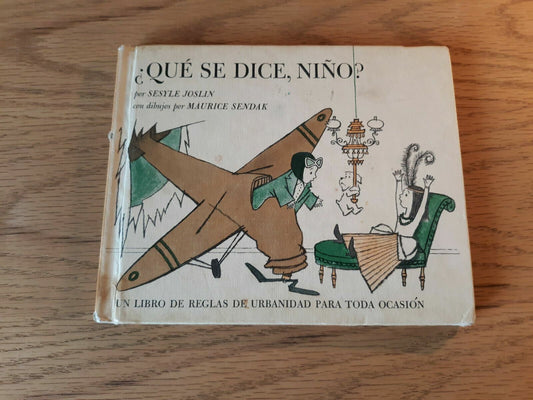 ¿QUÉ SE DICE, NIÑO?
por SESYLE JOSLIN
con dibujos por MAURICE SENDAK
UN LIBRO DE REGLAS DE URBANIDAD PARA TODA OCASIÓN